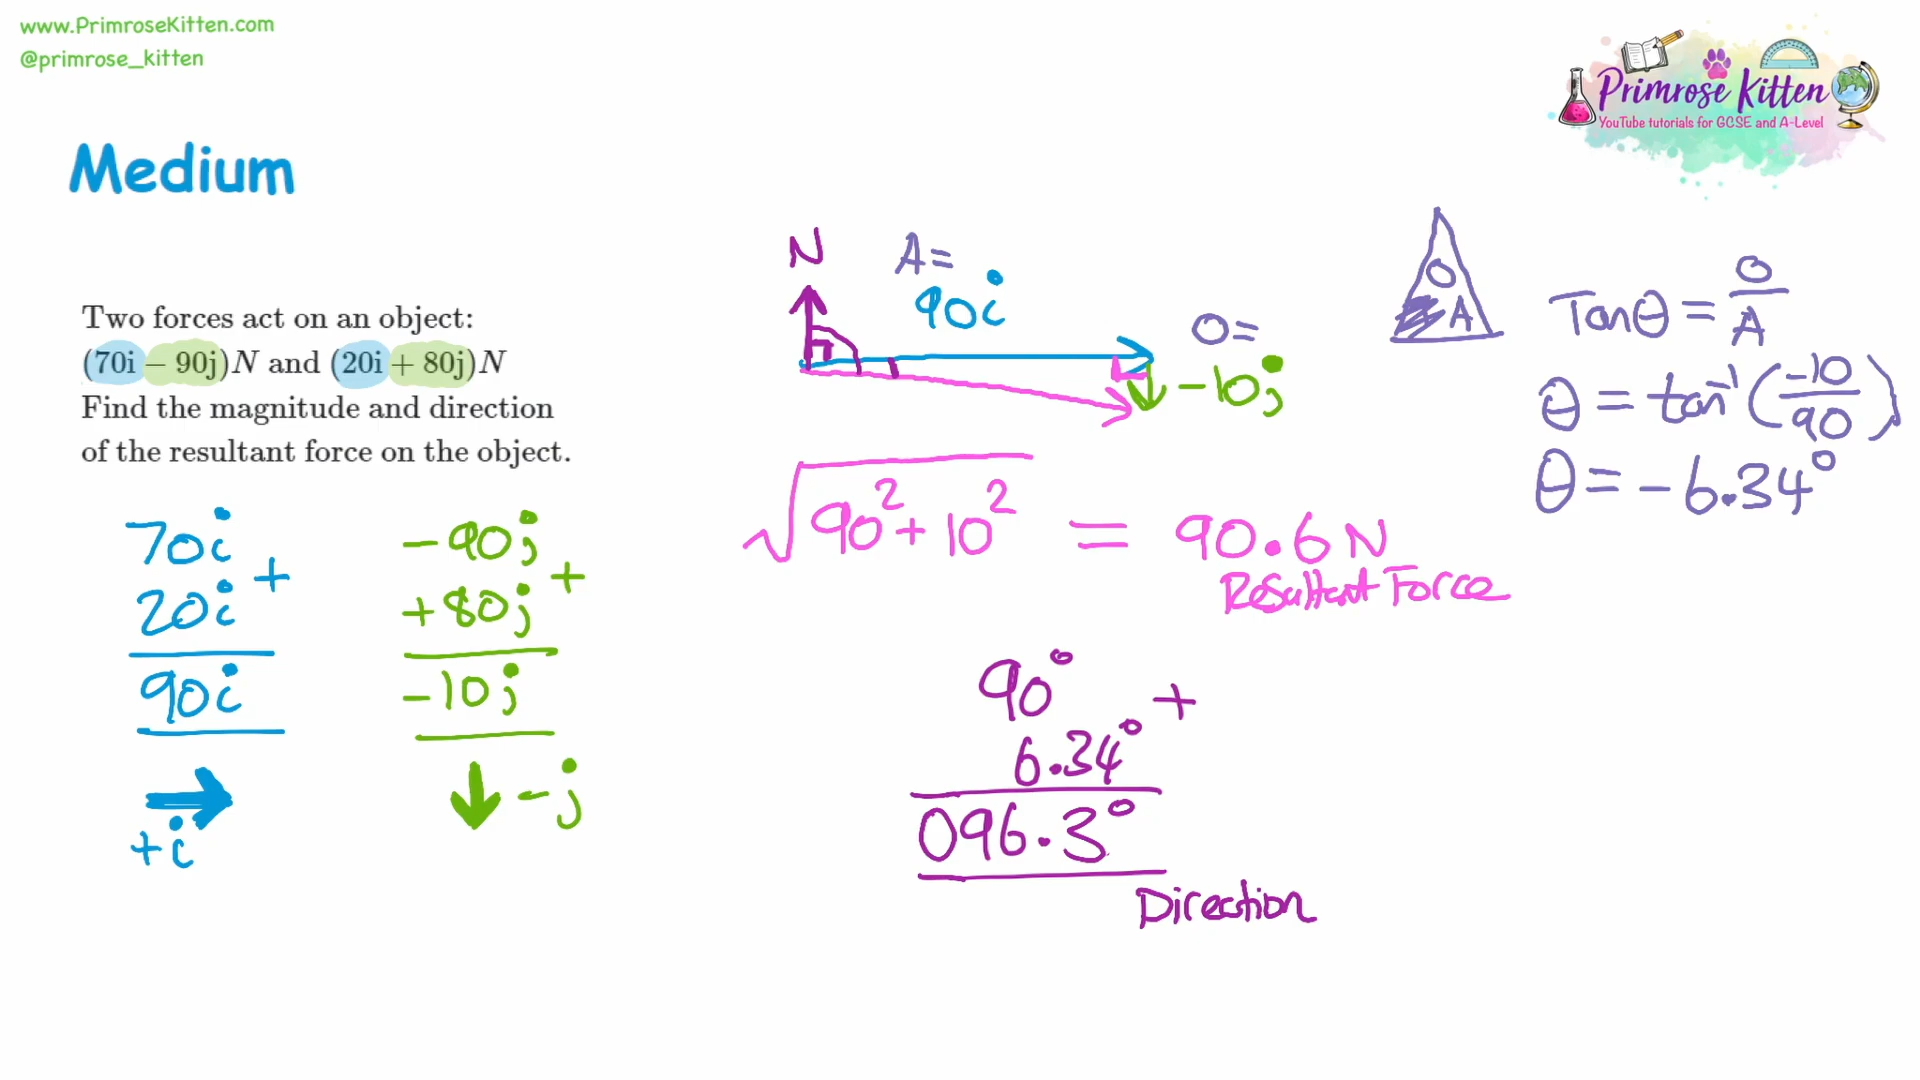 www.PrimroseKitten.com
@primrose_kitten
Primrose Kitten
YouTube tutorials for GCSE and A-Level
Medium
Two forces act on an object:
(70i − 90j)N and (20i + 80j)N
Find the magnitude and direction
of the resultant force on the object.
70i
20i +
90i
+i
-90j
+80j +
-10j
-j
N
A=
90i
O=
-10j
√90²+10² = 90.6N
Resultant Force
90° +
6.34°
096.3°
Direction
O
A
Tanθ = O/A
θ = tan⁻¹(-10/90)
θ = -6.34°